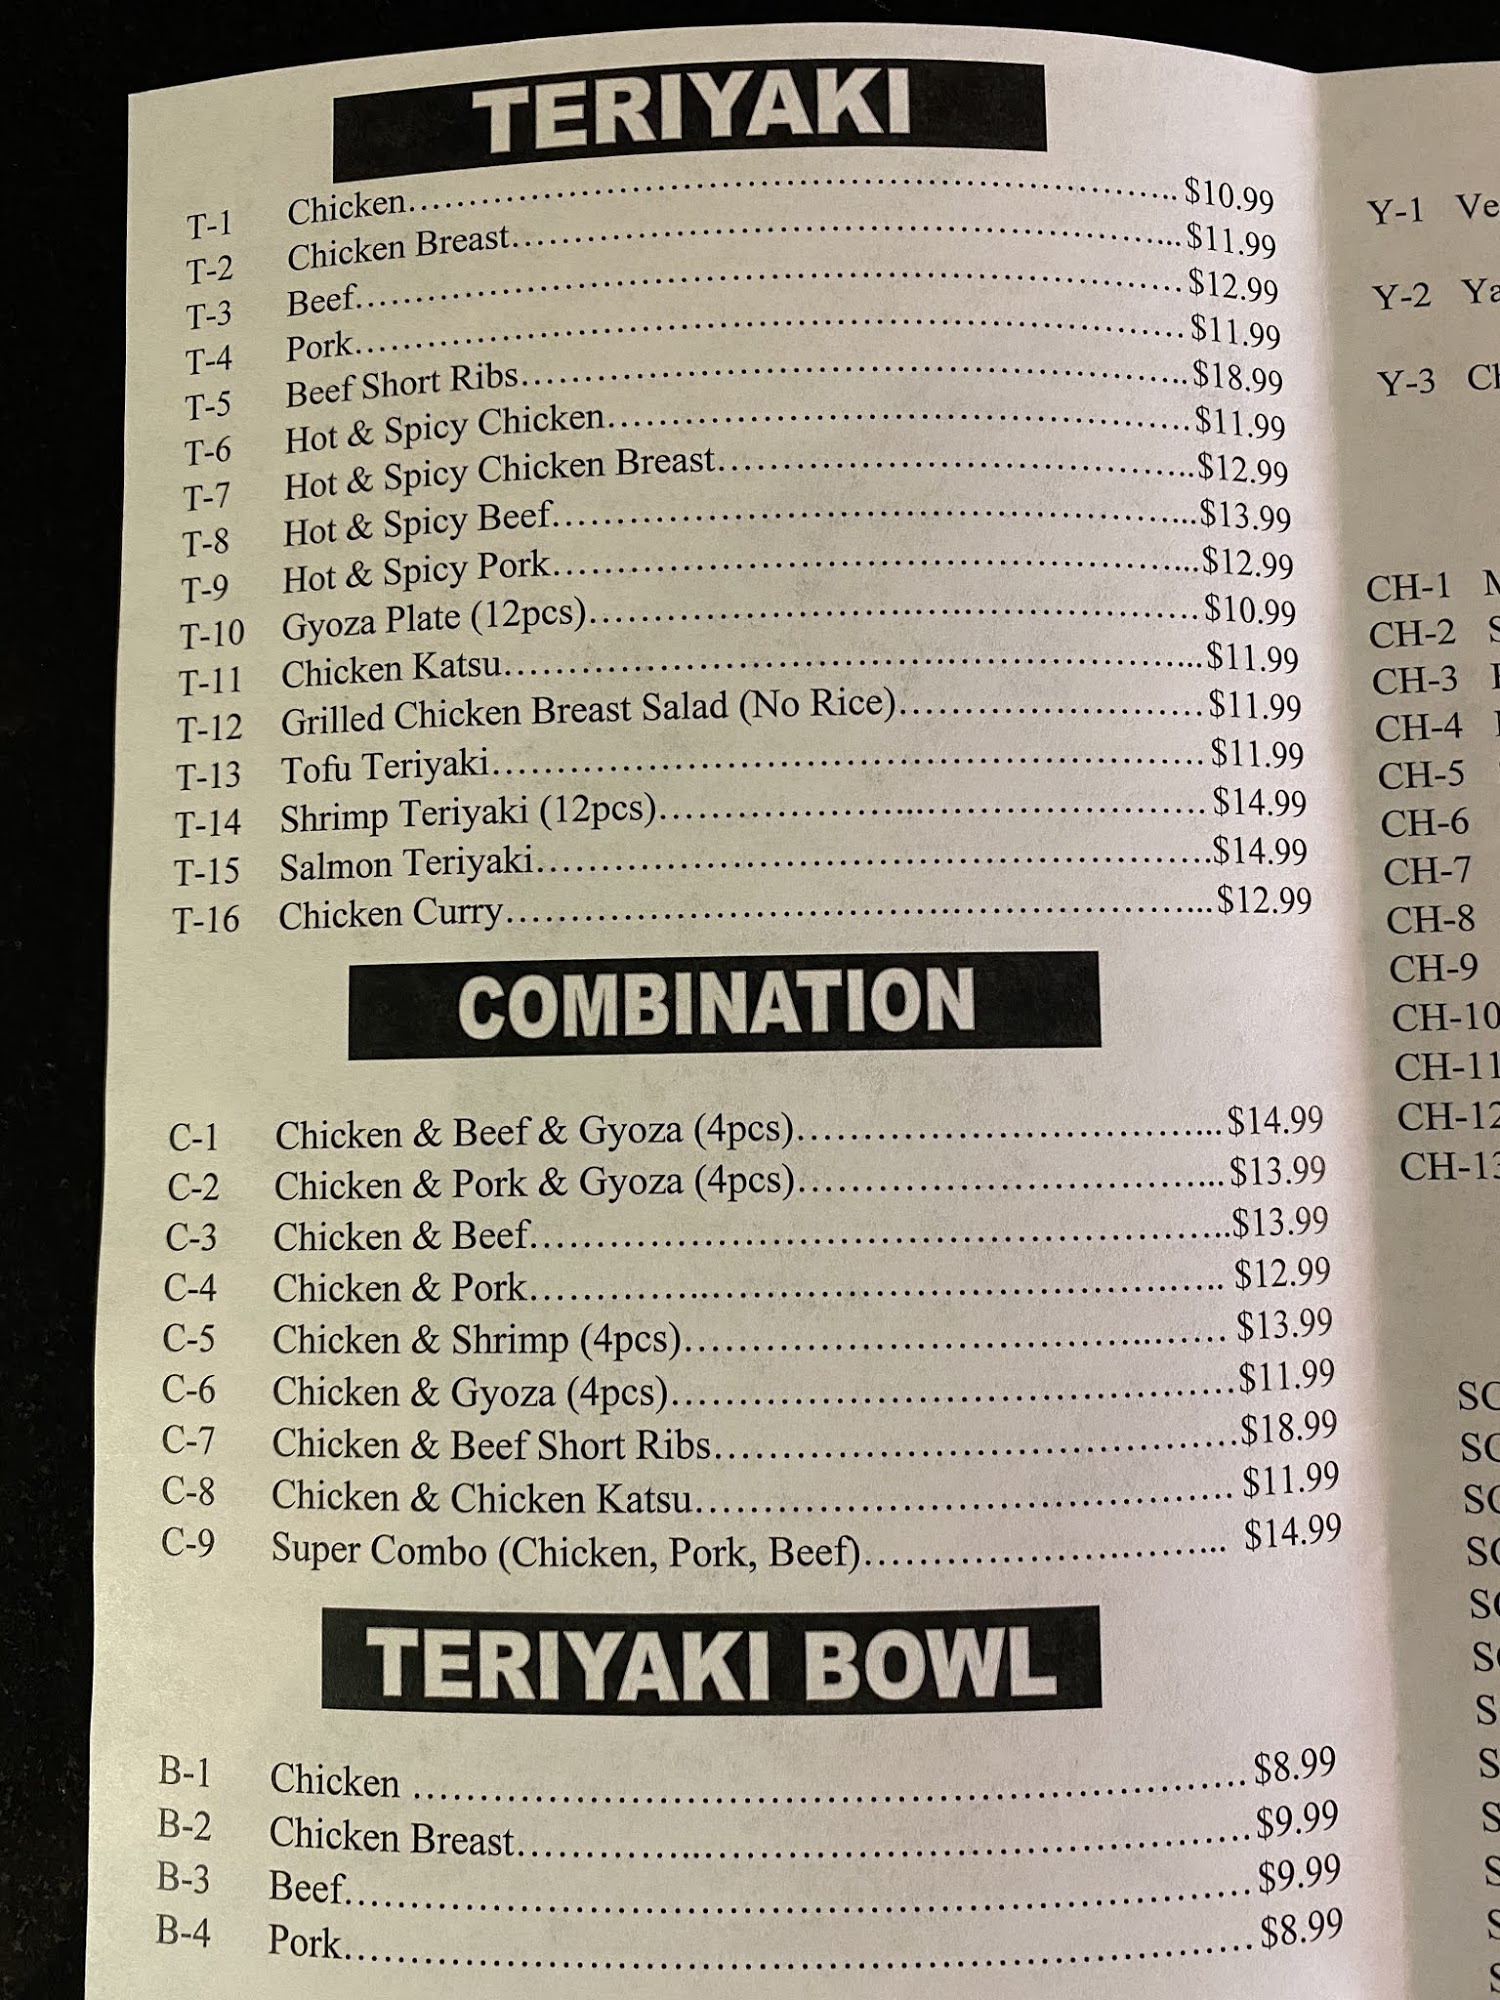 TERIYAKI
T-1 Chicken $10.99
T-2 Chicken Breast $11.99
T-3 Beef $12.99
T-4 Pork $11.99
T-5 Beef Short Ribs $18.99
T-6 Hot & Spicy Chicken $11.99
T-7 Hot & Spicy Chicken Breast $12.99
T-8 Hot & Spicy Beef $13.99
T-9 Hot & Spicy Pork $12.99
T-10 Gyoza Plate (12pcs) $10.99
T-11 Chicken Katsu $11.99
T-12 Grilled Chicken Breast Salad (No Rice) $11.99
T-13 Tofu Teriyaki $11.99
T-14 Shrimp Teriyaki (12pcs) $14.99
T-15 Salmon Teriyaki $14.99
T-16 Chicken Curry $12.99
COMBINATION
C-1 Chicken & Beef & Gyoza (4pcs) $14.99
C-2 Chicken & Pork & Gyoza (4pcs) $13.99
C-3 Chicken & Beef $13.99
C-4 Chicken & Pork $12.99
C-5 Chicken & Shrimp (4pcs) $13.99
C-6 Chicken & Gyoza (4pcs) $11.99
C-7 Chicken & Beef Short Ribs $18.99
C-8 Chicken & Chicken Katsu $11.99
C-9 Super Combo (Chicken, Pork, Beef) $14.99
TERIYAKI BOWL
B-1 Chicken $8.99
B-2 Chicken Breast $9.99
B-3 Beef $9.99
B-4 Pork $8.99
Y-1
Y-2
Y-3
CH-1
CH-2
CH-3
CH-4
CH-5
CH-6
CH-7
CH-8
CH-9
CH-10
CH-11
CH-12
CH-13